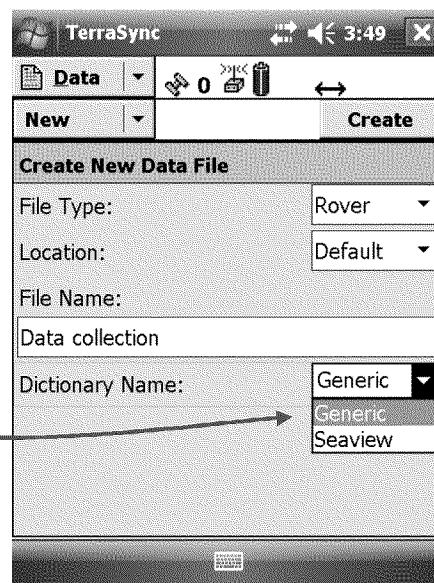 TerraSync 3:49
Data 0
New Create
Create New Data File
File Type: Rover
Location: Default
File Name:
Data collection
Dictionary Name: Generic
Generic
Seaview